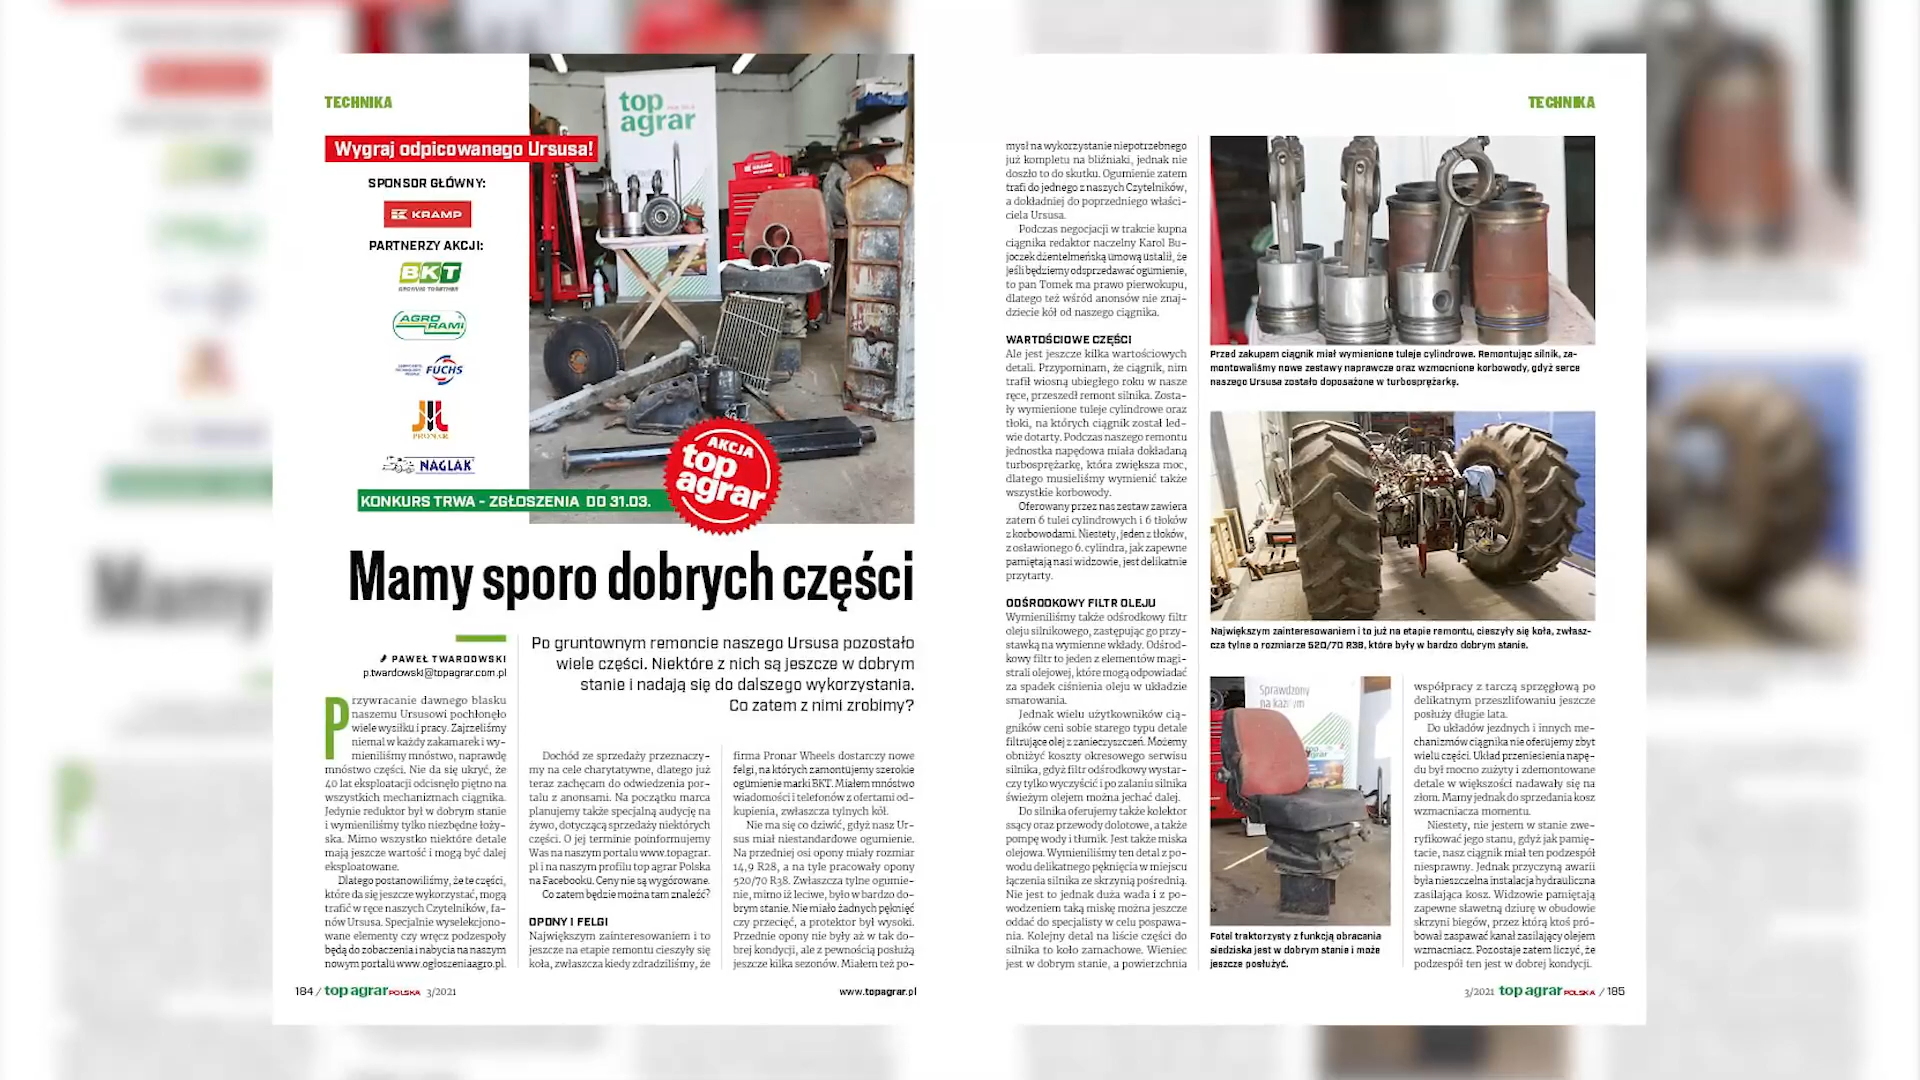 TECHNIKA
Wygraj odpicowanego Ursusa!
SPONSOR GŁÓWNY:
KRAMP
PARTNERZY AKCJI:
BKT
GROWING TOGETHER
AGRO
RAMI
FUCHS
PRONAR
NAGLAK
KONKURS TRWA - ZGŁOSZENIA DO 31.03.
top
agrar
AKCJA
top
agrar
Mamy sporo dobrych części
PAWEŁ TWARDOWSKI
p.twardowski@topagrar.com.pl
Po gruntownym remoncie naszego Ursusa pozostało
wiele części. Niektóre z nich są jeszcze w dobrym
stanie i nadają się do dalszego wykorzystania.
Co zatem z nimi zrobimy?
Przywracanie dawnego blasku
naszemu Ursusowi pochłonęło
wiele wysiłku i pracy. Zajrzeliśmy
niemal w każdy zakamarek i wy-
mieniliśmy mnóstwo, naprawdę
mnóstwo części. Nie da się ukryć, że
40 lat eksploatacji odcisnęło piętno na
wszystkich mechanizmach ciągnika.
Jedynie reduktor był w dobrym stanie
i wymieniliśmy tylko niezbędne łoży-
ska. Mimo wszystko niektóre detale
mają jeszcze wartość i mogą być dalej
eksploatowane.
Dlatego postanowiliśmy, że te części,
które da się jeszcze wykorzystać, mogą
trafić w ręce naszych Czytelników, fa-
nów Ursusa. Specjalnie wyselekcjono-
wane elementy czy wręcz podzespoły
będą do zobaczenia i nabycia na naszym
nowym portalu www.ogłoszeniaagro.pl.
Dochód ze sprzedaży przeznaczy-
my na cele charytatywne, dlatego już
teraz zachęcam do odwiedzenia por-
talu z anonsami. Na początku marca
planujemy także specjalną audycję na
żywo, dotyczącą sprzedaży niektórych
części. O jej terminie poinformujemy
Was na naszym portalu www.topagrar.
pl i na naszym profilu top agrar Polska
na Facebooku. Ceny nie są wygórowane.
Co zatem będzie można tam znaleźć?
OPONY I FELGI
Największym zainteresowaniem i to
jeszcze na etapie remontu cieszyły się
koła, zwłaszcza kiedy zdradziliśmy, że
firma Pronar Wheels dostarczy nowe
felgi, na których zamontujemy szerokie
ogumienie marki BKT. Miałem mnóstwo
wiadomości i telefonów z ofertami od-
kupienia, zwłaszcza tylnych kół.
Nie ma się co dziwić, gdyż nasz Ur-
sus miał niestandardowe ogumienie.
Na przedniej osi opony miały rozmiar
14,9 R28, a na tyle pracowały opony
520/70 R38. Zwłaszcza tylne ogumie-
nie, mimo iż leciwe, było w bardzo do-
brym stanie. Nie miało żadnych pęknięć
czy przecięć, a protektor był wysoki.
Przednie opony nie były aż w tak do-
brej kondycji, ale z pewnością posłużą
jeszcze kilka sezonów. Miałem też po-
184 / top agrar POLSKA 3/2021
www.topagrar.pl
TECHNIKA
mysł na wykorzystanie niepotrzebnego
już kompletu na bliźniaki, jednak nie
doszło to do skutku. Ogumienie zatem
trafi do jednego z naszych Czytelników,
a dokładniej do poprzedniego właści-
ciela Ursusa.
Podczas negocjacji w trakcie kupna
ciągnika redaktor naczelny Karol Bu-
joczek dżentelmeńską umową ustalił, że
jeśli będziemy odsprzedawać ogumienie,
to pan Tomek ma prawo pierwokupu,
dlatego też wśród anonsów nie znaj-
dziecie kół od naszego ciągnika.
WARTOŚCIOWE CZĘŚCI
Ale jest jeszcze kilka wartościowych
detali. Przypominam, że ciągnik, nim
trafił wiosną ubiegłego roku w nasze
ręce, przeszedł remont silnika. Zosta-
ły wymienione tuleje cylindrowe oraz
tłoki, na których ciągnik został led-
wie dotarty. Podczas naszego remontu
jednostka napędowa miała dokładaną
turbosprężarkę, która zwiększa moc,
dlatego musieliśmy wymienić także
wszystkie korbowody.
Oferowany przez nas zestaw zawiera
zatem 6 tulei cylindrowych i 6 tłoków
z korbowodami. Niestety, jeden z tłoków,
z osławionego 6. cylindra, jak zapewne
pamiętają nasi widzowie, jest delikatnie
przytarty.
ODŚRODKOWY FILTR OLEJU
Wymieniliśmy także odśrodkowy filtr
oleju silnikowego, zastępując go przy-
stawką na wymienne wkłady. Odśrod-
kowy filtr to jeden z elementów magi-
strali olejowej, które mogą odpowiadać
za spadek ciśnienia oleju w układzie
smarowania.
Jednak wielu użytkowników cią-
gników ceni sobie starego typu detale
filtrujące olej z zanieczyszczeń. Możemy
obniżyć koszty okresowego serwisu
silnika, gdyż filtr odśrodkowy wystar-
czy tylko wyczyścić i po zalaniu silnika
świeżym olejem można jechać dalej.
Do silnika oferujemy także kolektor
ssący oraz przewody dolotowe, a także
pompę wody i tłumik. Jest także miska
olejowa. Wymieniliśmy ten detal z po-
wodu delikatnego pęknięcia w miejscu
łączenia silnika ze skrzynią pośrednią.
Nie jest to jednak duża wada i z po-
wodzeniem taką miskę można jeszcze
oddać do specjalisty w celu pospawa-
nia. Kolejny detal na liście części do
silnika to koło zamachowe. Wieniec
jest w dobrym stanie, a powierzchnia
Przed zakupem ciągnik miał wymienione tuleje cylindrowe. Remontując silnik, za-
montowaliśmy nowe zestawy naprawcze oraz wzmocnione korbowody, gdyż serce
naszego Ursusa zostało doposażone w turbosprężarkę.
Największym zainteresowaniem i to już na etapie remontu, cieszyły się koła, zwłasz-
cza tylne o rozmiarze 520/70 R38, które były w bardzo dobrym stanie.
Sprawdzony
Fotel traktorzysty z funkcją obracania
siedziska jest w dobrym stanie i może
jeszcze posłużyć.
współpracy z tarczą sprzęgłową po
delikatnym przeszlifowaniu jeszcze
posłuży długie lata.
Do układów jezdnych i innych me-
chanizmów ciągnika nie oferujemy zbyt
wielu części. Układ przeniesienia napę-
du był mocno zużyty i zdemontowane
detale w większości nadawały się na
złom. Mamy jednak do sprzedania kosz
wzmacniacza momentu.
Niestety, nie jestem w stanie zwe-
ryfikować jego stanu, gdyż jak pamię-
tacie, nasz ciągnik miał ten podzespół
niesprawny. Jednak przyczyną awarii
była nieszczelna instalacja hydrauliczna
zasilająca kosz. Widzowie pamiętają
zapewne sławetną dziurę w obudowie
skrzyni biegów, przez którą ktoś pró-
bował zaspawać kanał zasilający olejem
wzmacniacz. Pozostaje zatem liczyć, że
podzespół ten jest w dobrej kondycji.
3/2021 top agrar POLSKA / 185